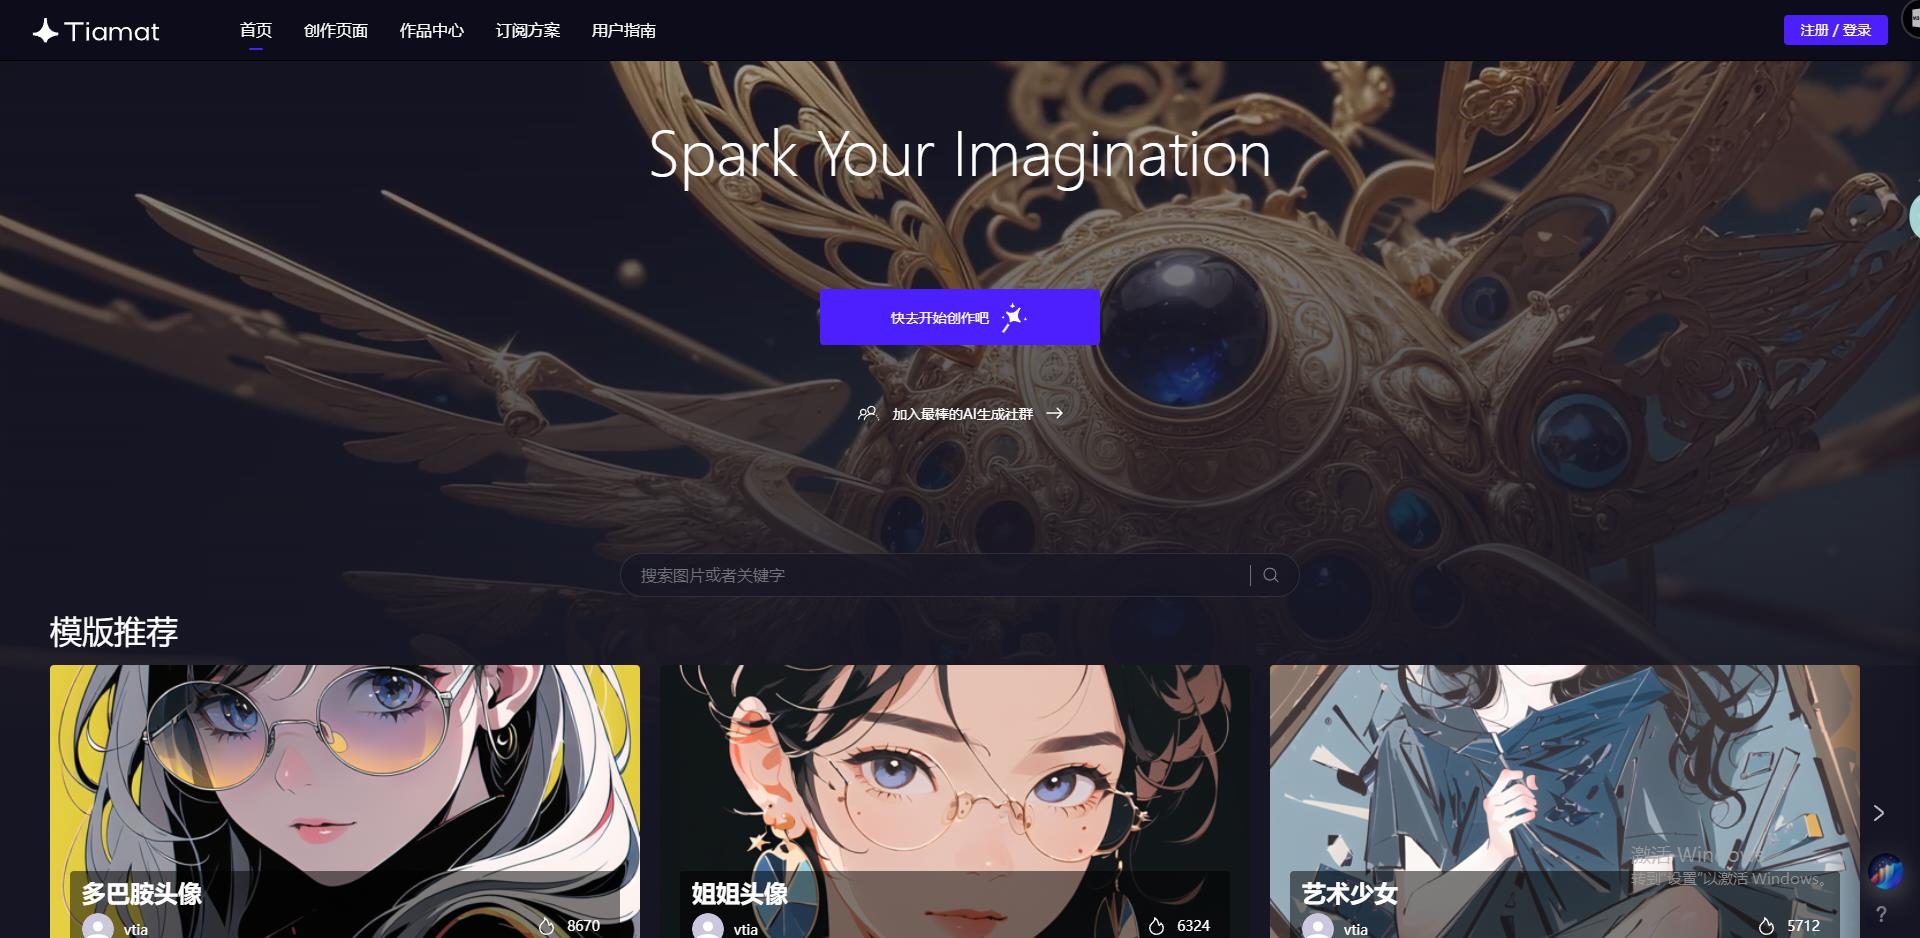 Tiamat
首页 创作页面 作品中心 订阅方案 用户指南 注册 / 登录
Spark Your Imagination
快去开始创作吧
加入最棒的AI生成社群
搜索图片或者关键字
模版推荐
多巴胺头像
vtia 8670
姐姐头像
vtia 6324
艺术少女
vtia 5712
激活 Windows
转到"设置"以激活 Windows。
?